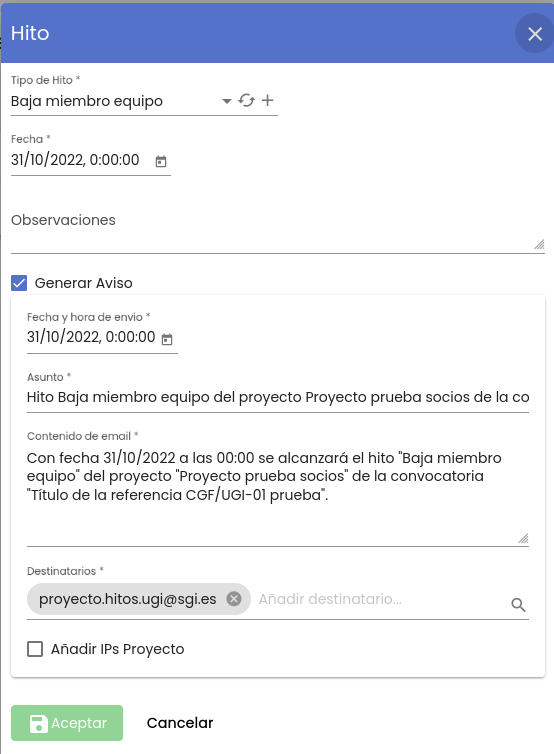 Hito
Tipo de Hito *
Baja miembro equipo
Fecha *
31/10/2022, 0:00:00
Observaciones
Generar Aviso
Fecha y hora de envio *
31/10/2022, 0:00:00
Asunto *
Hito Baja miembro equipo del proyecto Proyecto prueba socios de la co
Contenido de email *
Con fecha 31/10/2022 a las 00:00 se alcanzará el hito "Baja miembro
equipo" del proyecto "Proyecto prueba socios" de la convocatoria
"Título de la referencia CGF/UGI-01 prueba".
Destinatarios *
proyecto.hitos.ugi@sgi.es Añadir destinatario...
Añadir IPs Proyecto
Aceptar Cancelar